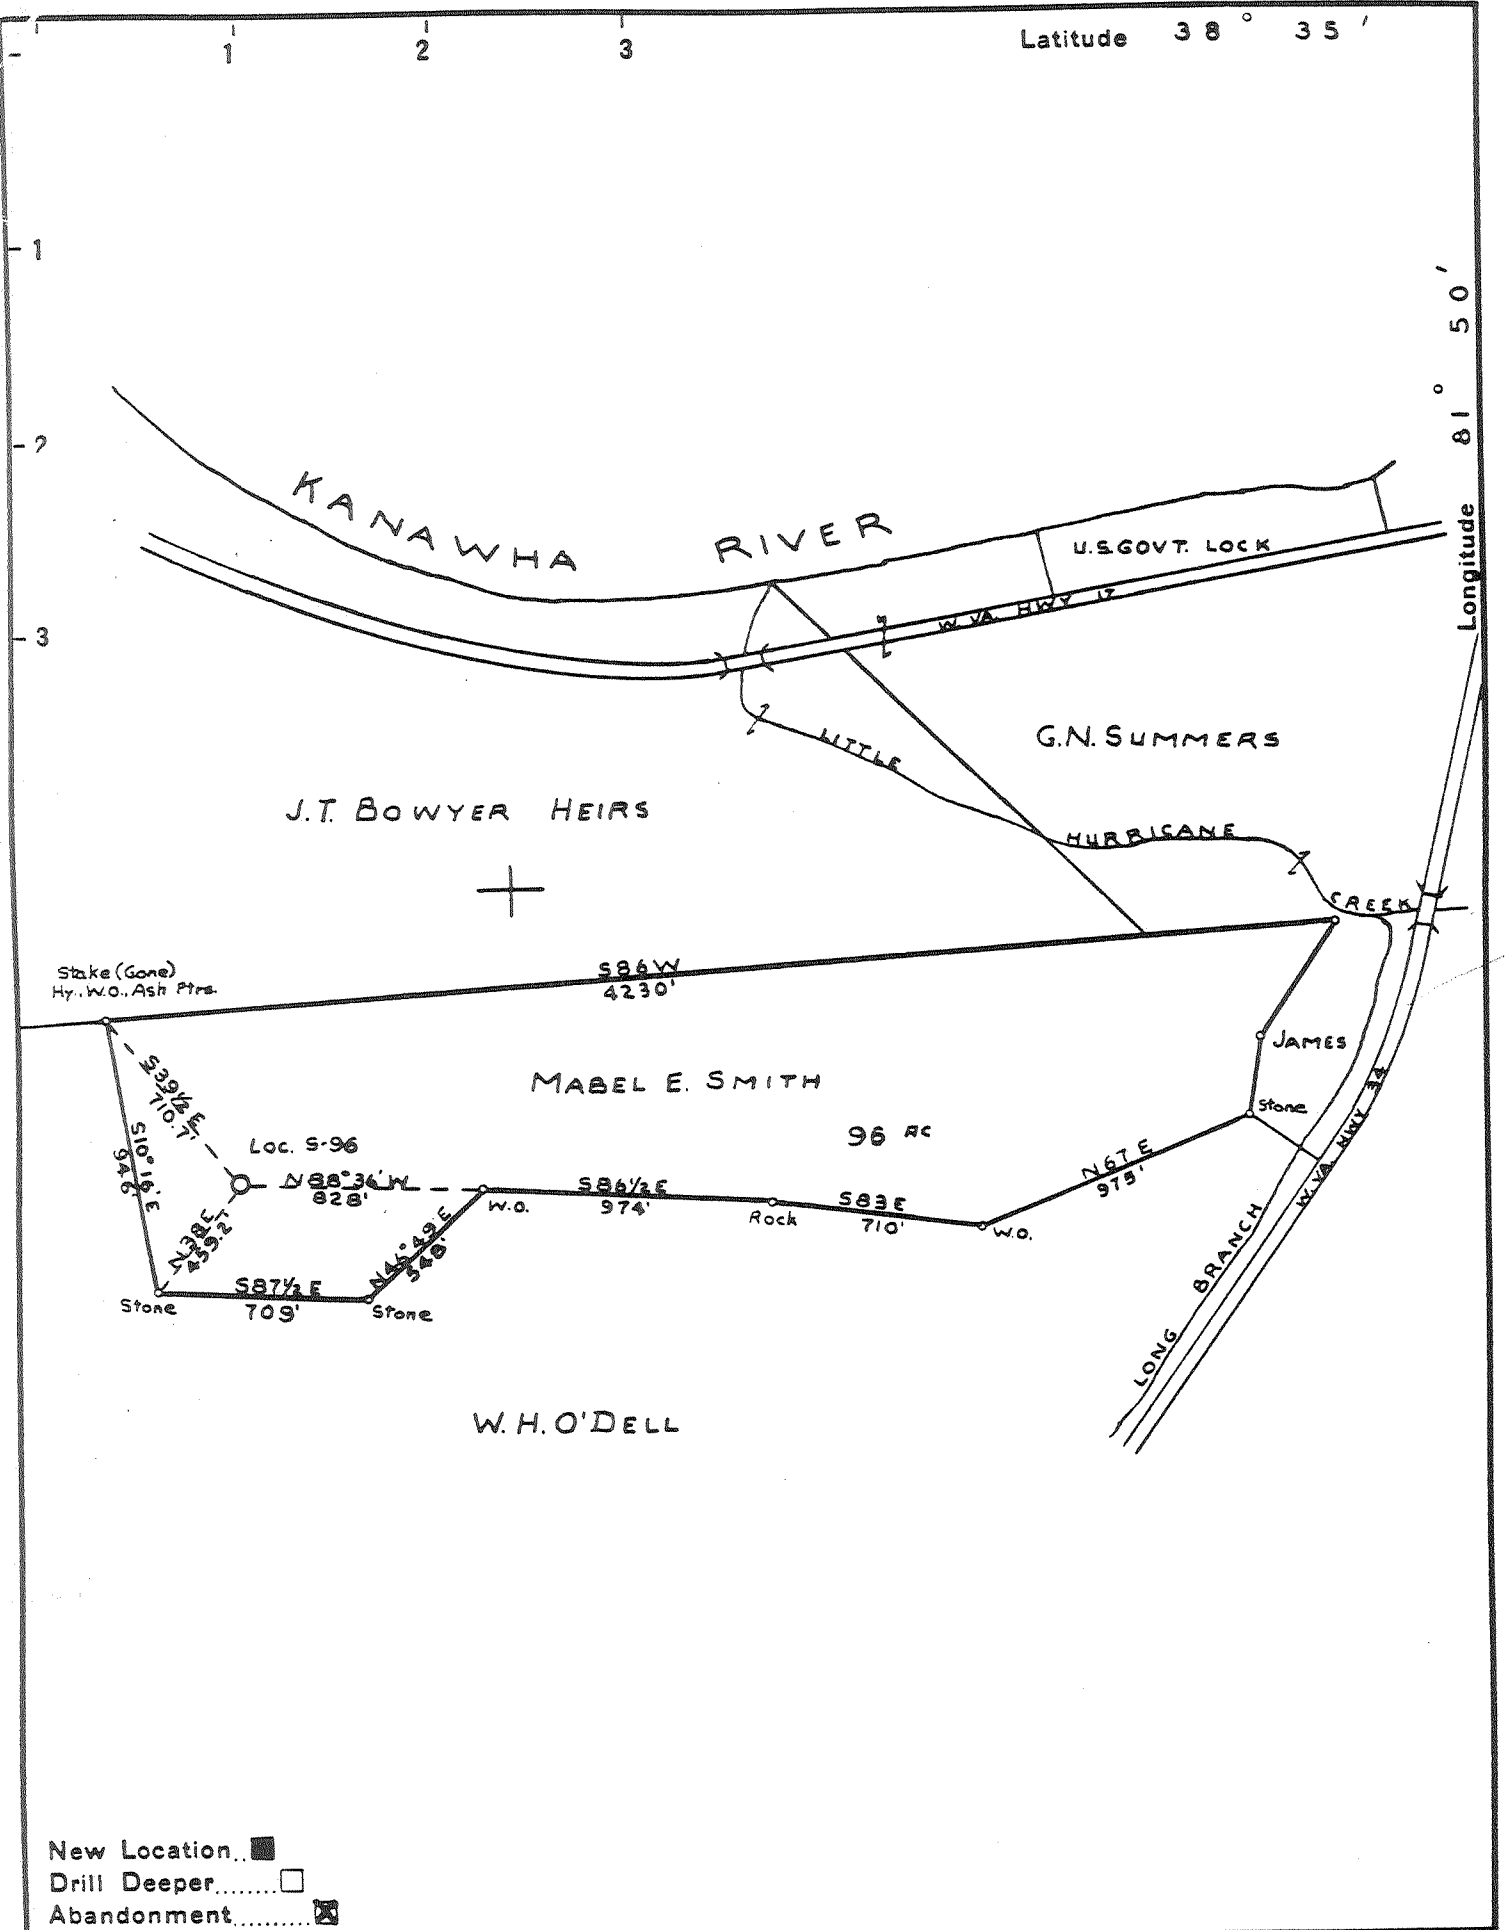 Latitude 38° 35'
1 2 3
1
2
3
Longitude 81° 50'
KANAWHA RIVER
U.S. GOVT. LOCK
W. VA. HWY 17
LITTLE HURRICANE CREEK
G.N. SUMMERS
J.T. BOWYER HEIRS
Stake (Gone)
Hy., W.O., Ash Ptrs.
S86W
4230'
JAMES
MABEL E. SMITH
96 AC
Stone
S39½E
710.7'
S10°16'E
946'
Loc. S-96
N88°36'W
828'
W.O.
S86½E
974'
Rock
S83E
710'
W.O.
N67E
975'
N38E
459.2'
N46°49'E
548'
Stone
S87½E
709'
Stone
LONG BRANCH
W. VA. HWY 34
W.H. O'DELL
New Location..
Drill Deeper........
Abandonment..........